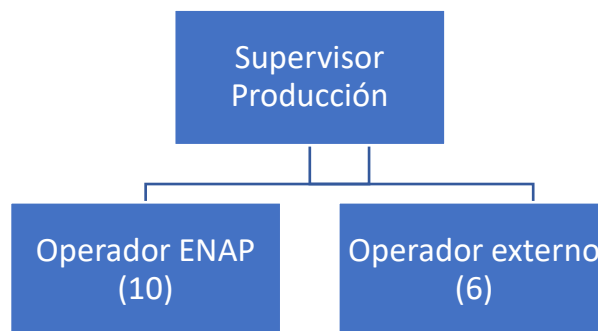 Supervisor
Producción
Operador ENAP
(10)
Operador externo
(6)